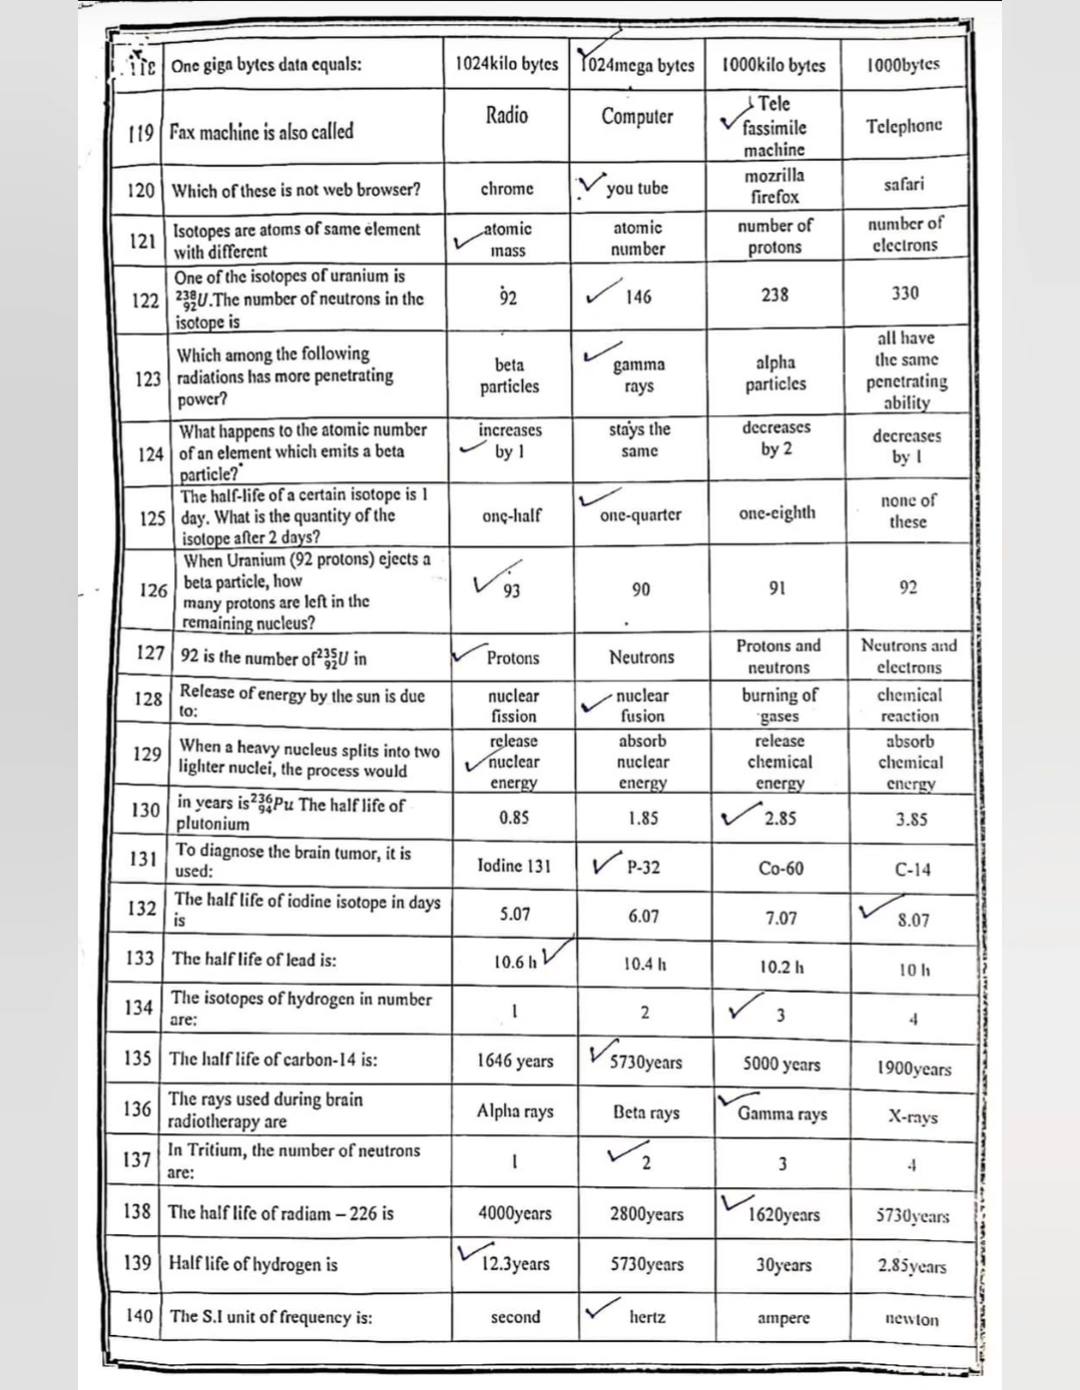 One giga bytes data equals: 1024kilo bytes 1024mega bytes 1000kilo bytes 1000bytes
119 Fax machine is also called Radio Computer Tele
fassimile
machine Telephone
120 Which of these is not web browser? chrome you tube mozrilla
firefox safari
121 Isotopes are atoms of same element
with different atomic
mass atomic
number number of
protons number of
electrons
122 One of the isotopes of uranium is
²³⁸₉₂U.The number of neutrons in the
isotope is 92 146 238 330
123 Which among the following
radiations has more penetrating
power? beta
particles gamma
rays alpha
particles all have
the same
penetrating
ability
124 What happens to the atomic number
of an element which emits a beta
particle? increases
by 1 stays the
same decreases
by 2 decreases
by 1
125 The half-life of a certain isotope is 1
day. What is the quantity of the
isotope after 2 days? one-half one-quarter one-eighth none of
these
126 When Uranium (92 protons) ejects a
beta particle, how
many protons are left in the
remaining nucleus? 93 90 91 92
127 92 is the number of²³⁵₉₂U in Protons Neutrons Protons and
neutrons Neutrons and
electrons
128 Release of energy by the sun is due
to: nuclear
fission nuclear
fusion burning of
gases chemical
reaction
129 When a heavy nucleus splits into two
lighter nuclei, the process would release
nuclear
energy absorb
nuclear
energy release
chemical
energy absorb
chemical
energy
130 in years is²³⁶₉₄Pu The half life of
plutonium 0.85 1.85 2.85 3.85
131 To diagnose the brain tumor, it is
used: Iodine 131 P-32 Co-60 C-14
132 The half life of iodine isotope in days
is 5.07 6.07 7.07 8.07
133 The half life of lead is: 10.6 h 10.4 h 10.2 h 10 h
134 The isotopes of hydrogen in number
are: 1 2 3 4
135 The half life of carbon-14 is: 1646 years 5730years 5000 years 1900years
136 The rays used during brain
radiotherapy are Alpha rays Beta rays Gamma rays X-rays
137 In Tritium, the number of neutrons
are: 1 2 3 4
138 The half life of radiam – 226 is 4000years 2800years 1620years 5730years
139 Half life of hydrogen is 12.3years 5730years 30years 2.85years
140 The S.I unit of frequency is: second hertz ampere newton